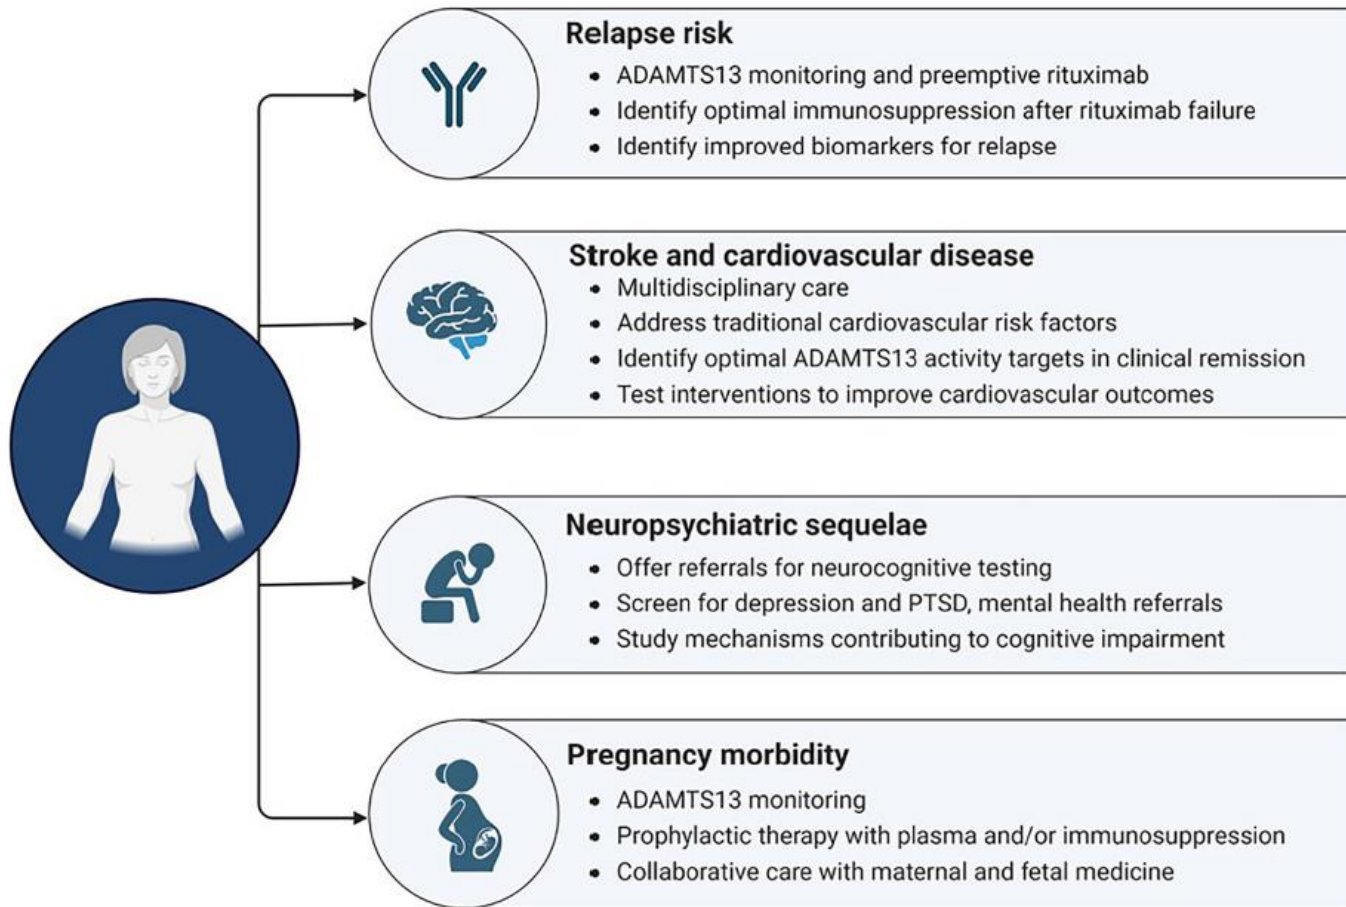 Relapse risk
• ADAMTS13 monitoring and preemptive rituximab
• Identify optimal immunosuppression after rituximab failure
• Identify improved biomarkers for relapse
Stroke and cardiovascular disease
• Multidisciplinary care
• Address traditional cardiovascular risk factors
• Identify optimal ADAMTS13 activity targets in clinical remission
• Test interventions to improve cardiovascular outcomes
Neuropsychiatric sequelae
• Offer referrals for neurocognitive testing
• Screen for depression and PTSD, mental health referrals
• Study mechanisms contributing to cognitive impairment
Pregnancy morbidity
• ADAMTS13 monitoring
• Prophylactic therapy with plasma and/or immunosuppression
• Collaborative care with maternal and fetal medicine